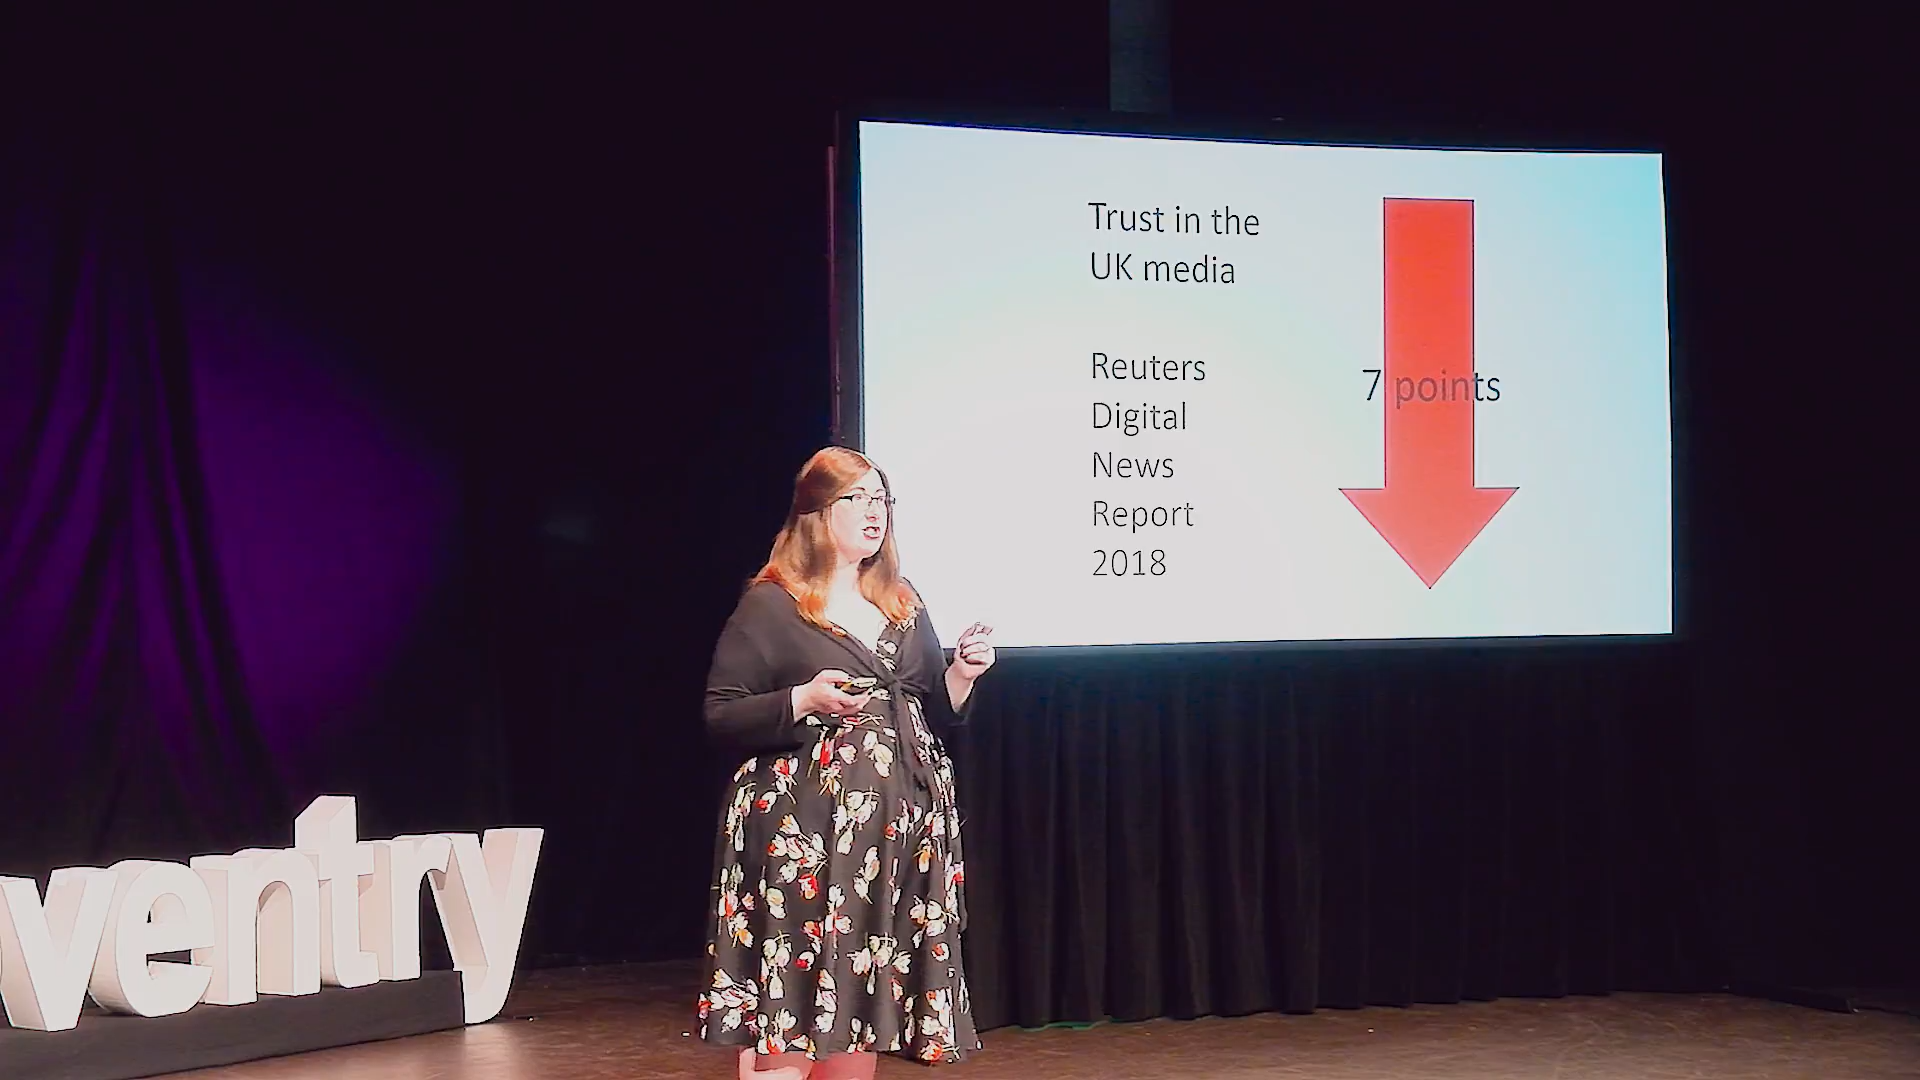 Trust in the
UK media
Reuters
Digital
News
Report
2018
7 points
ventry